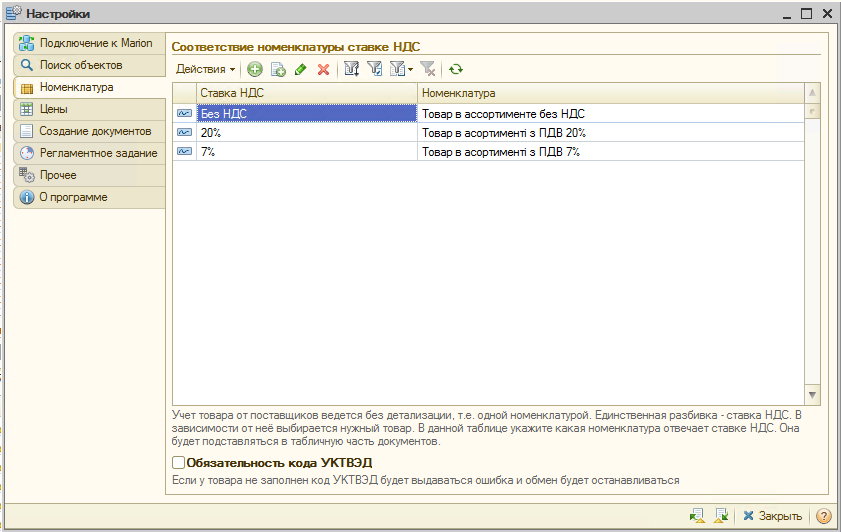 Настройки
Подключение к Marion
Поиск объектов
Номенклатура
Цены
Создание документов
Регламентное задание
Прочее
О программе
Соответствие номенклатуры ставке НДС
Действия
Ставка НДС Номенклатура
Без НДС Товар в ассортименте без НДС
20% Товар в асортименті з ПДВ 20%
7% Товар в асортименті з ПДВ 7%
Учет товара от поставщиков ведется без детализации, т.е. одной номенклатурой. Единственная разбивка - ставка НДС. В
зависимости от неё выбирается нужный товар. В данной таблице укажите какая номенклатура отвечает ставке НДС. Она
будет подставляться в табличную часть документов.
Обязательность кода УКТВЭД
Если у товара не заполнен код УКТВЭД будет выдаваться ошибка и обмен будет останавливаться
Закрыть
?